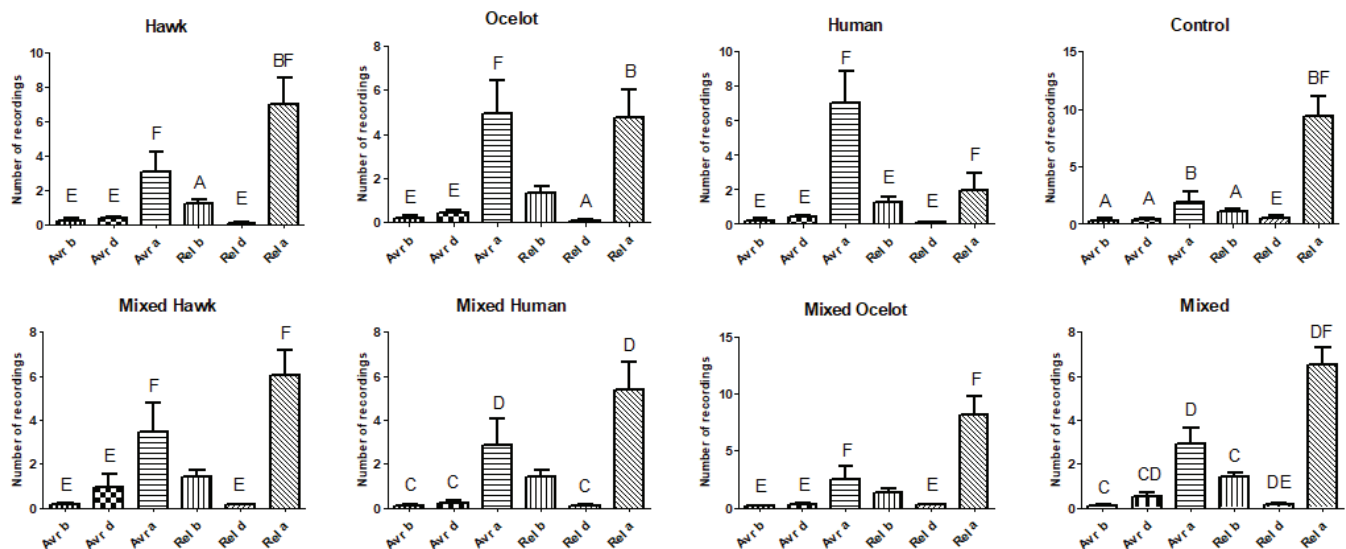 Hawk
Number of recordings
10
8
6
4
2
0
E
E
F
A
E
BF
Avr b
Avr d
Avr a
Rel b
Rel d
Rel a
Ocelot
Number of recordings
8
6
4
2
0
E
E
F
A
B
Avr b
Avr d
Avr a
Rel b
Rel d
Rel a
Human
Number of recordings
10
8
6
4
2
0
E
E
F
E
E
F
Avr b
Avr d
Avr a
Rel b
Rel d
Rel a
Control
Number of recordings
15
10
5
0
A
A
B
A
E
BF
Avr b
Avr d
Avr a
Rel b
Rel d
Rel a
Mixed Hawk
Number of recordings
8
6
4
2
0
E
E
F
E
F
Avr b
Avr d
Avr a
Rel b
Rel d
Rel a
Mixed Human
Number of recordings
8
6
4
2
0
C
C
D
C
D
Avr b
Avr d
Avr a
Rel b
Rel d
Rel a
Mixed Ocelot
Number of recordings
15
10
5
0
E
E
F
E
F
Avr b
Avr d
Avr a
Rel b
Rel d
Rel a
Mixed
Number of recordings
8
6
4
2
0
C
CD
D
C
DE
DF
Avr b
Avr d
Avr a
Rel b
Rel d
Rel a